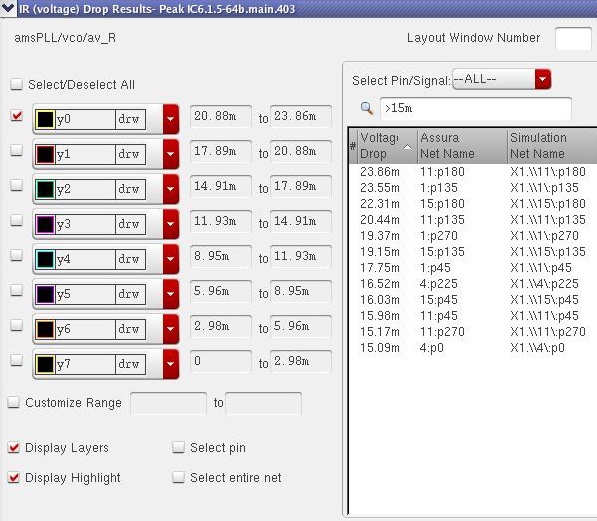 IR (voltage) Drop Results- Peak IC6.1.5-64b.main.403
amsPLL/vco/av_R
Layout Window Number
Select/Deselect All
y0 drw 20.88m to 23.86m
y1 drw 17.89m to 20.88m
y2 drw 14.91m to 17.89m
y3 drw 11.93m to 14.91m
y4 drw 8.95m to 11.93m
y5 drw 5.96m to 8.95m
y6 drw 2.98m to 5.96m
y7 drw 0 to 2.98m
Customize Range to
Display Layers Select pin
Display Highlight Select entire net
Select Pin/Signal: --ALL--
>15m
# Voltage Drop Assura Net Name Simulation Net Name
23.86m 11:p180 X1.\\11\:p180
23.55m 1:p135 X1.\\1\:p135
22.31m 15:p180 X1.\\15\:p180
20.44m 11:p135 X1.\\11\:p135
19.37m 1:p270 X1.\\1\:p270
19.15m 15:p135 X1.\\15\:p135
17.75m 1:p45 X1.\\1\:p45
16.52m 4:p225 X1.\\4\:p225
16.03m 15:p45 X1.\\15\:p45
15.98m 11:p45 X1.\\11\:p45
15.17m 11:p270 X1.\\11\:p270
15.09m 4:p0 X1.\\4\:p0